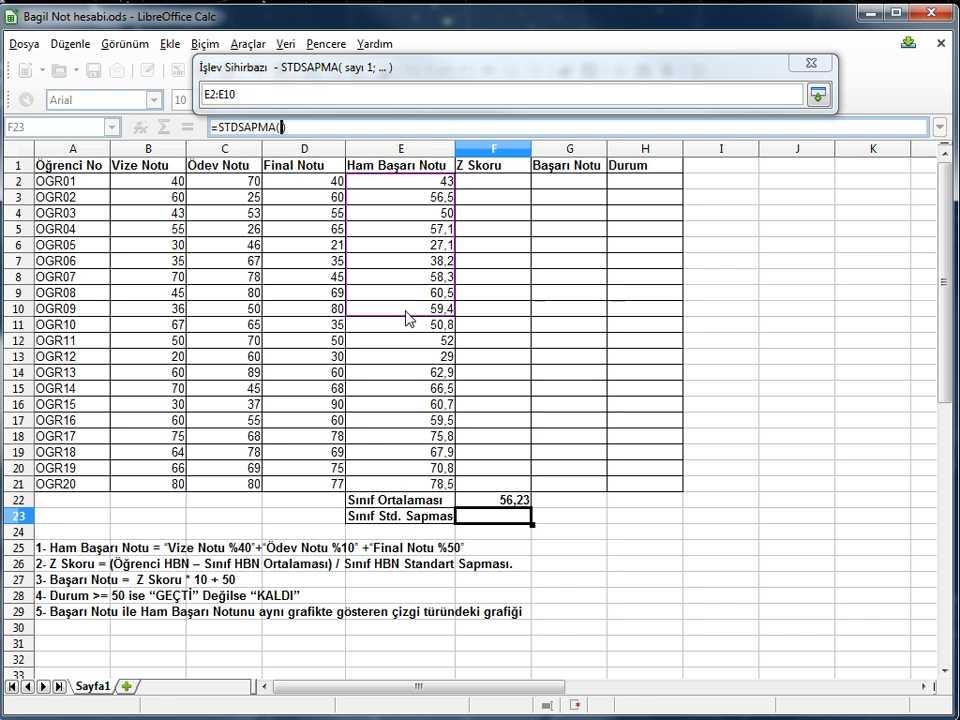 Bagil Not hesabi.ods - LibreOffice Calc
Dosya Düzenle Görünüm Ekle Biçim Araçlar Veri Pencere Yardım
İşlev Sihirbazı - STDSAPMA( sayı 1; ... )
E2:E10
Arial 10
F23 =STDSAPMA()
A B C D E F G H I J K
1 Öğrenci No Vize Notu Ödev Notu Final Notu Ham Başarı Notu Z Skoru Başarı Notu Durum
2 OGR01 40 70 40 43
3 OGR02 60 25 60 56,5
4 OGR03 43 53 55 50
5 OGR04 55 26 65 57,1
6 OGR05 30 46 21 27,1
7 OGR06 35 67 35 38,2
8 OGR07 70 78 45 58,3
9 OGR08 45 80 69 60,5
10 OGR09 36 50 80 59,4
11 OGR10 67 65 35 50,8
12 OGR11 50 70 50 52
13 OGR12 20 60 30 29
14 OGR13 60 89 60 62,9
15 OGR14 70 45 68 66,5
16 OGR15 30 37 90 60,7
17 OGR16 60 55 60 59,5
18 OGR17 75 68 78 75,8
19 OGR18 64 78 69 67,9
20 OGR19 66 69 75 70,8
21 OGR20 80 80 77 78,5
22 Sınıf Ortalaması 56,23
23 Sınıf Std. Sapmas
24
25 1- Ham Başarı Notu = “Vize Notu %40”+“Ödev Notu %10” +“Final Notu %50”
26 2- Z Skoru = (Öğrenci HBN – Sınıf HBN Ortalaması) / Sınıf HBN Standart Sapması.
27 3- Başarı Notu = Z Skoru * 10 + 50
28 4- Durum >= 50 ise “GEÇTİ” Değilse “KALDI”
29 5- Başarı Notu ile Ham Başarı Notunu aynı grafikte gösteren çizgi türündeki grafiği
30
31
32
33
Sayfa1